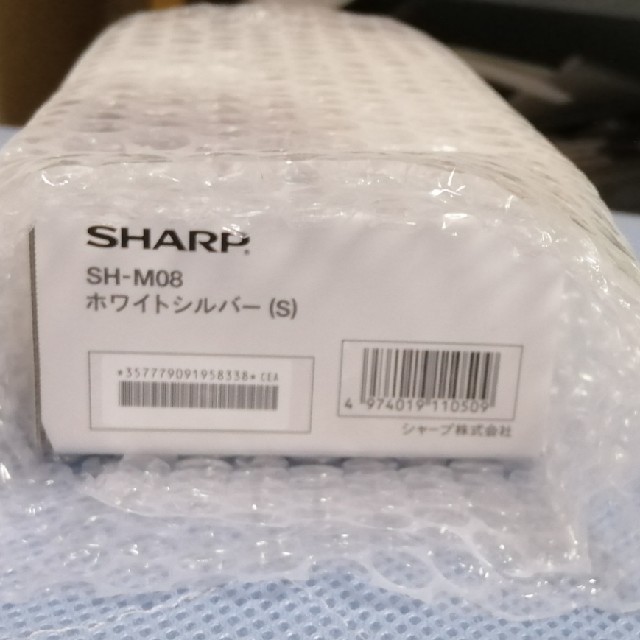 SHARP
SH-M08
ホワイトシルバー (S)
*357779091958338* CEA
4 974019 110509
シャープ株式会社